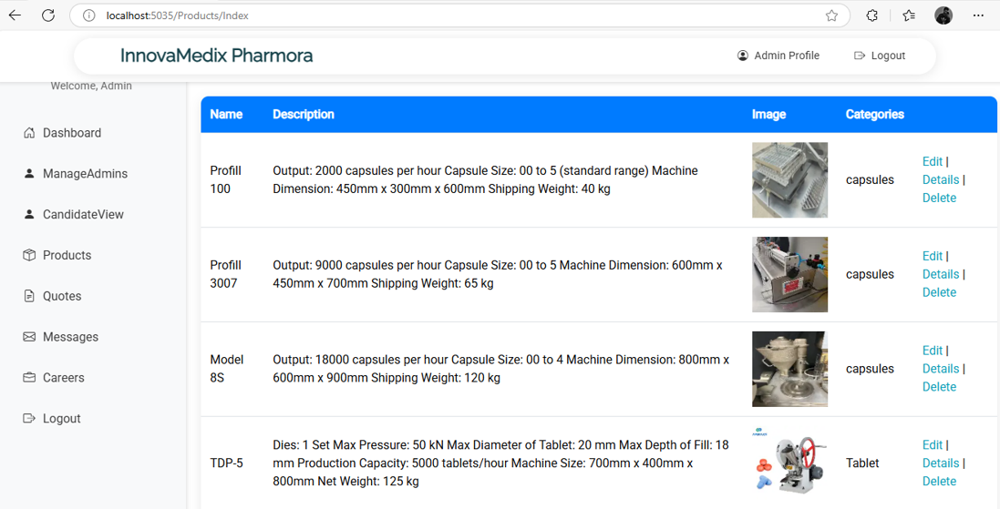 localhost:5035/Products/Index
InnovaMedix Pharmora
Admin Profile
Logout
Welcome, Admin
Dashboard
ManageAdmins
CandidateView
Products
Quotes
Messages
Careers
Logout
Name Description Image Categories
Profill
100
Output: 2000 capsules per hour Capsule Size: 00 to 5 (standard range) Machine
Dimension: 450mm x 300mm x 600mm Shipping Weight: 40 kg
capsules
Edit |
Details |
Delete
Profill
3007
Output: 9000 capsules per hour Capsule Size: 00 to 5 Machine Dimension: 600mm x
450mm x 700mm Shipping Weight: 65 kg
capsules
Edit |
Details |
Delete
Model
8S
Output: 18000 capsules per hour Capsule Size: 00 to 4 Machine Dimension: 800mm x
600mm x 900mm Shipping Weight: 120 kg
capsules
Edit |
Details |
Delete
TDP-5
Dies: 1 Set Max Pressure: 50 kN Max Diameter of Tablet: 20 mm Max Depth of Fill: 18
mm Production Capacity: 5000 tablets/hour Machine Size: 700mm x 400mm x
800mm Net Weight: 125 kg
Tablet
Edit |
Details |
Delete